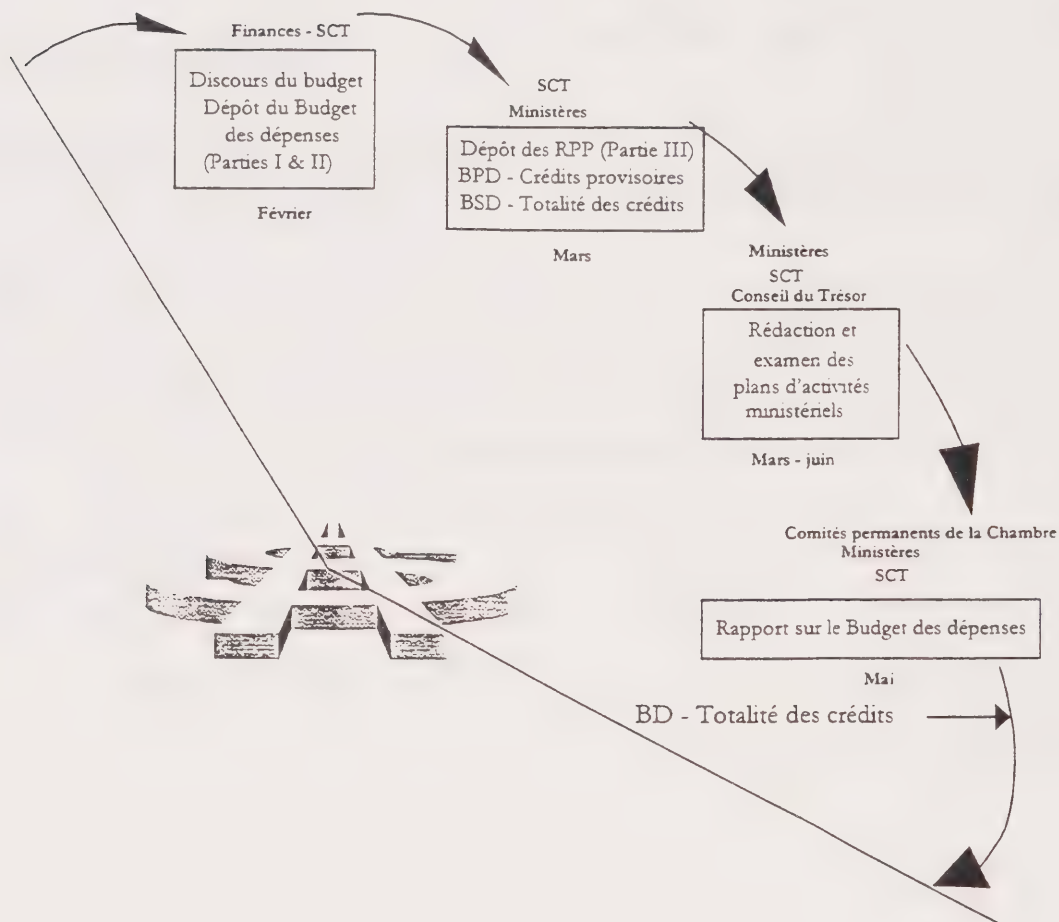 Finances - SCT
Discours du budget
Dépôt du Budget
des dépenses
(Parties I & II)
Février
SCT
Ministères
Dépôt des RPP (Partie III)
BPD - Crédits provisoires
BSD - Totalité des crédits
Mars
Ministères
SCT
Conseil du Trésor
Rédaction et
examen des
plans d'activités
ministériels
Mars - juin
Comités permanents de la Chambre
Ministères
SCT
Rapport sur le Budget des dépenses
Mai
BD - Totalité des crédits